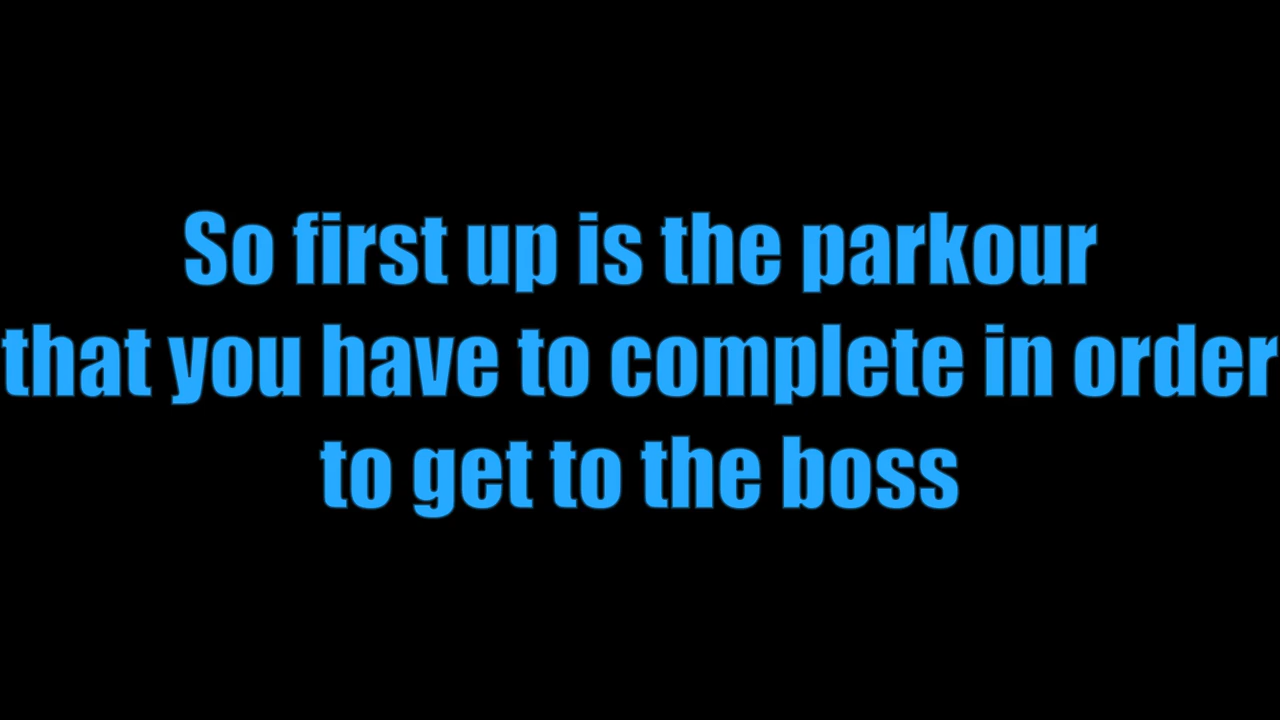 So first up is the parkour
that you have to complete in order
to get to the boss